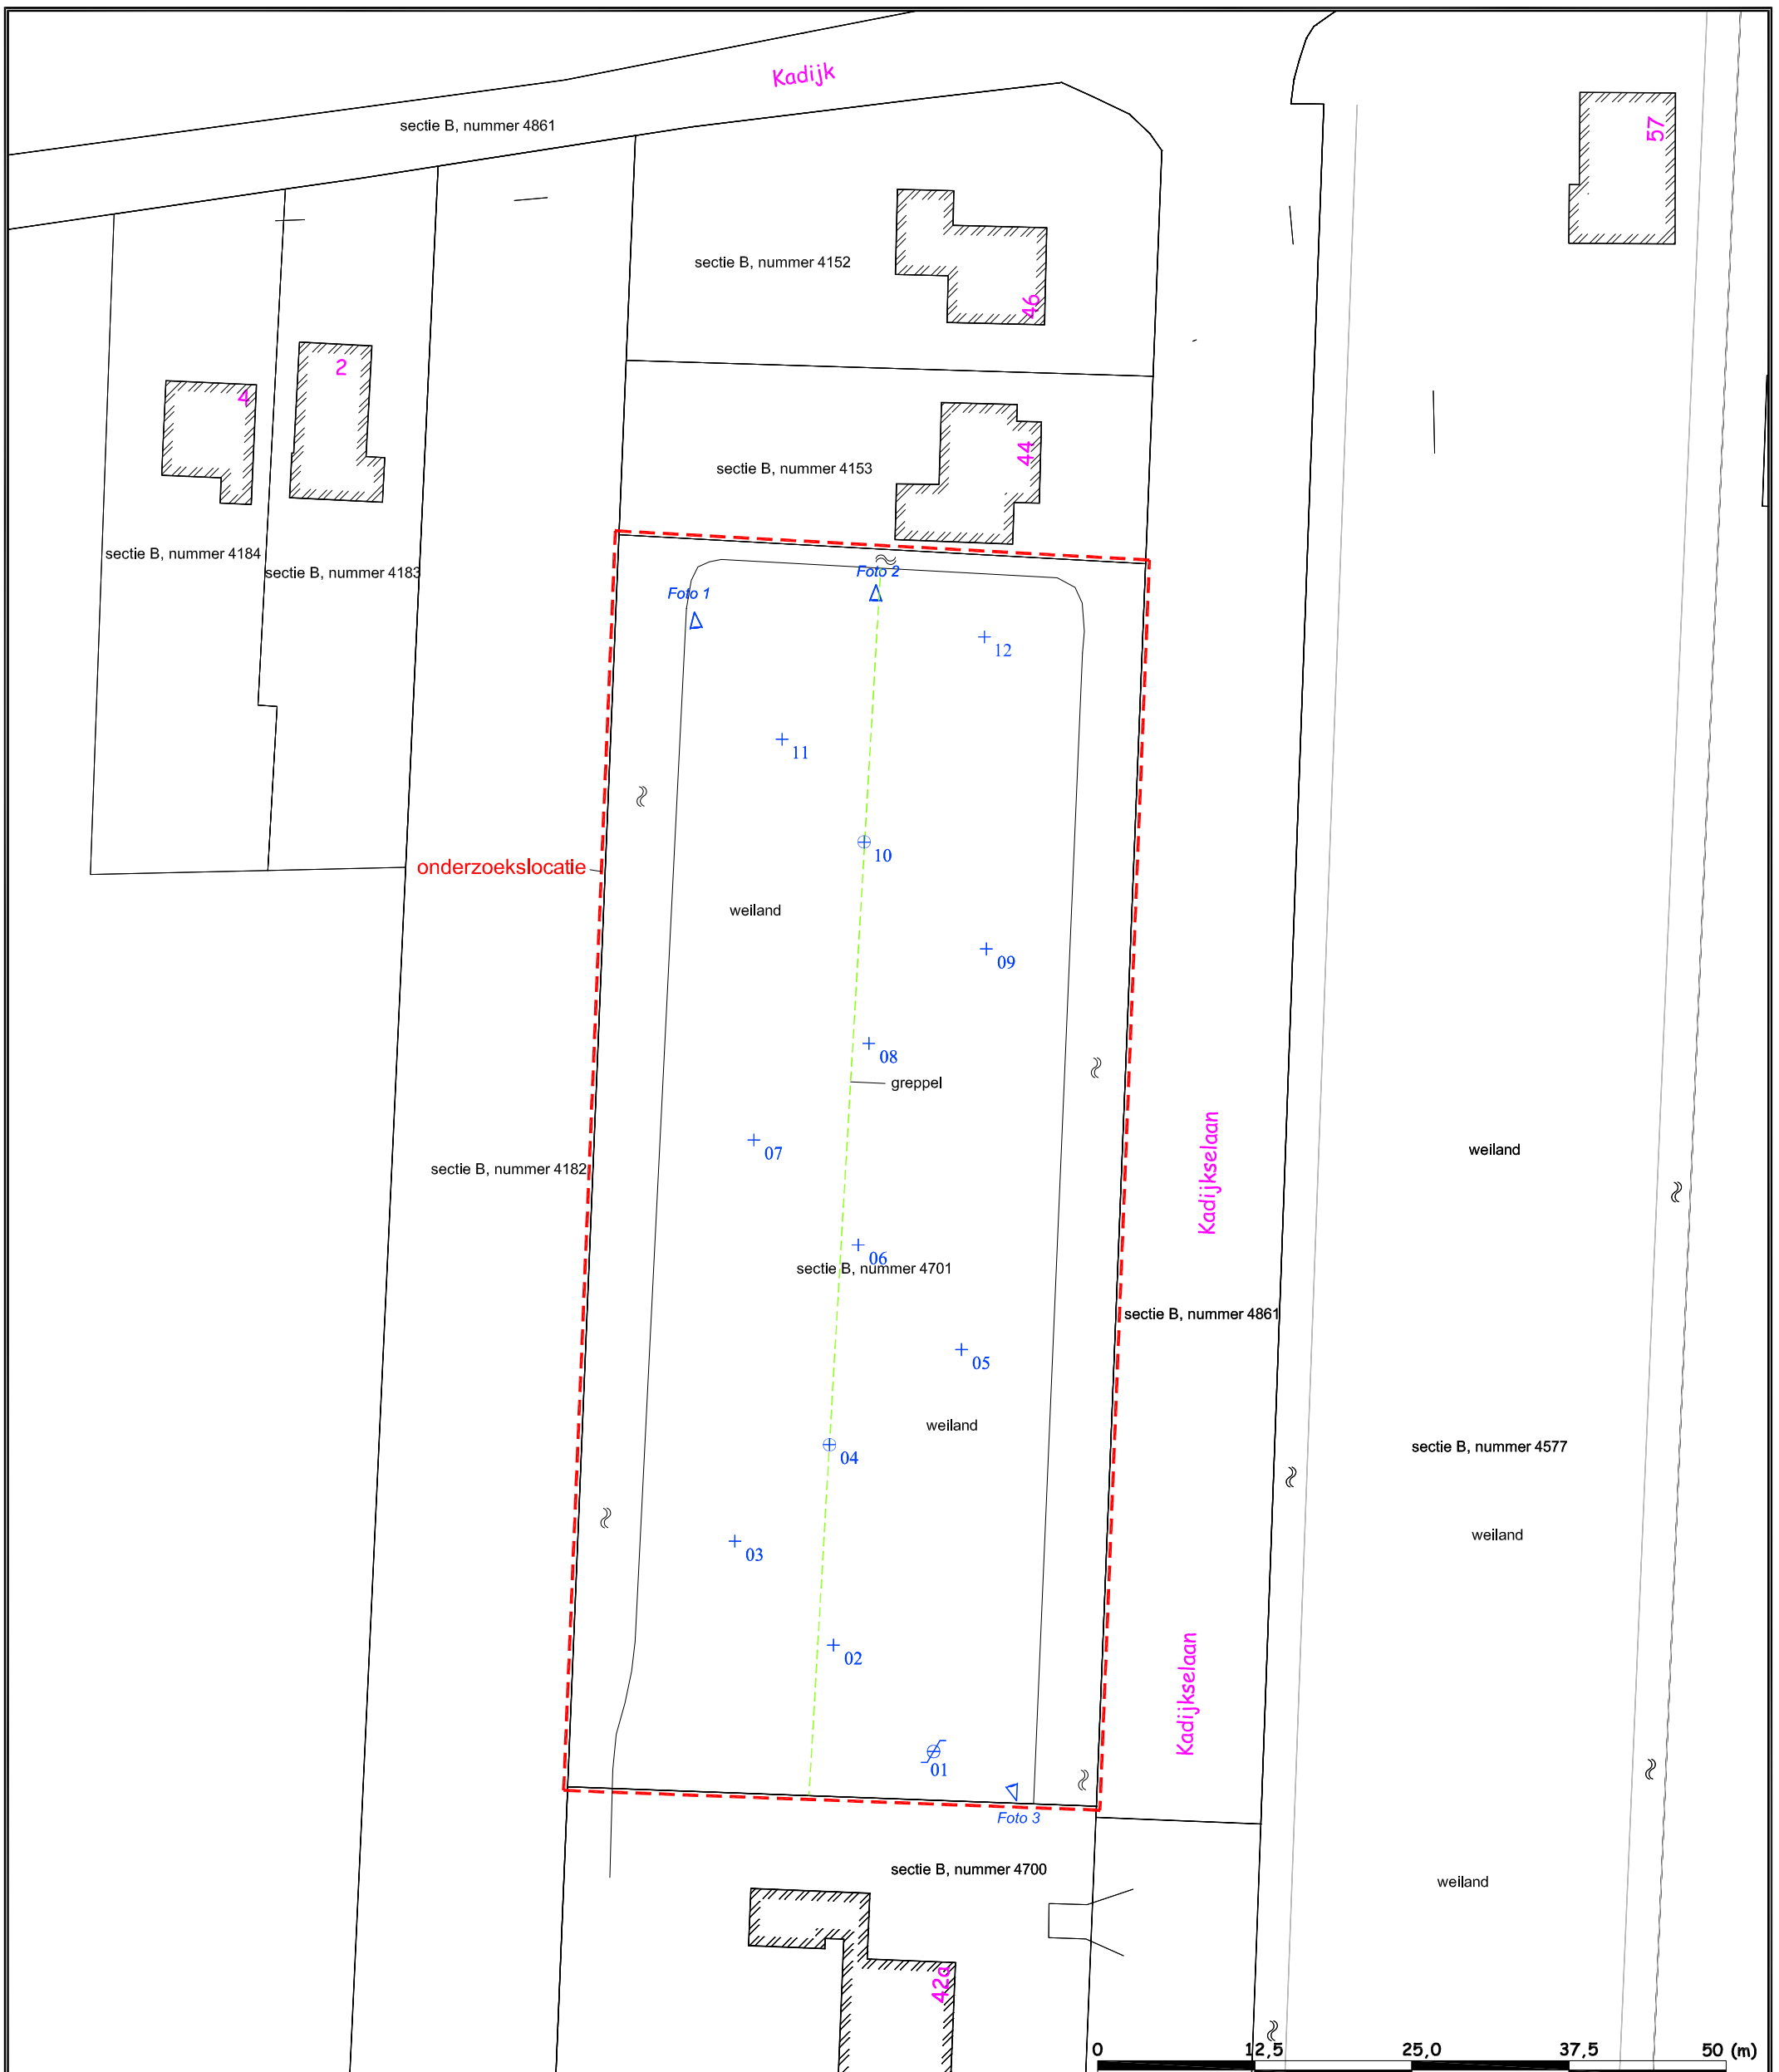 Kadijk
57
sectie B, nummer 4861
sectie B, nummer 4152
46
2
4
44
sectie B, nummer 4153
sectie B, nummer 4184
sectie B, nummer 4183
Foto 2
Foto 1
12
11
10
onderzoekslocatie
weiland
09
08
greppel
Kadijkselaan
weiland
07
sectie B, nummer 4182
06
sectie B, nummer 4701
sectie B, nummer 4861
05
weiland
sectie B, nummer 4577
04
weiland
03
02
Kadijkselaan
01
Foto 3
sectie B, nummer 4700
weiland
42a
0 12,5 25,0 37,5 50 (m)